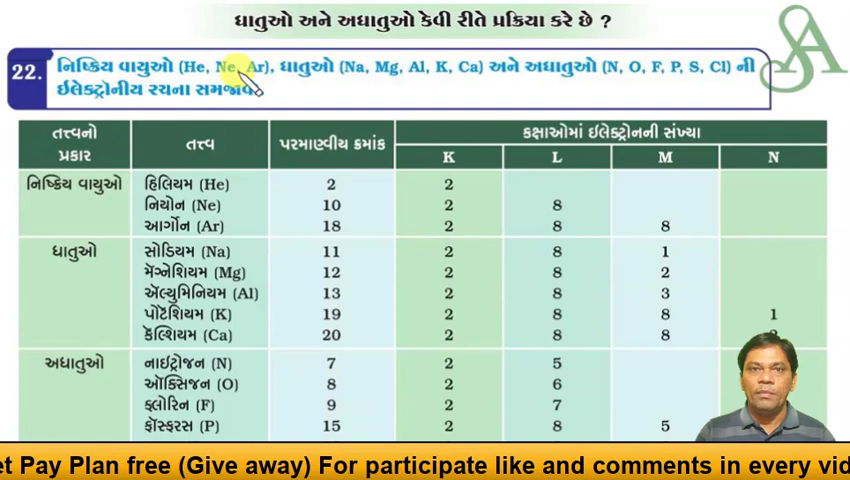 ધાતુઓ અને અધાતુઓ કેવી રીતે પ્રક્રિયા કરે છે ?
22. નિષ્ક્રિય વાયુઓ (He, Ne, Ar), ધાતુઓ (Na, Mg, Al, K, Ca) અને અધાતુઓ (N, O, F, P, S, Cl) ની
ઈલેક્ટ્રોનીય રચના સમજાવ
તત્ત્વનો પ્રકાર તત્ત્વ પરમાણ્વીય ક્રમાંક કક્ષાઓમાં ઈલેક્ટ્રોનની સંખ્યા
K L M N
નિષ્ક્રિય વાયુઓ હિલિયમ (He) 2 2
નિયોન (Ne) 10 2 8
આર્ગોન (Ar) 18 2 8 8
ધાતુઓ સોડિયમ (Na) 11 2 8 1
મૅગ્નેશિયમ (Mg) 12 2 8 2
ઍલ્યુમિનિયમ (Al) 13 2 8 3
પોટૅશિયમ (K) 19 2 8 8 1
કૅલ્શિયમ (Ca) 20 2 8 8
અધાતુઓ નાઇટ્રોજન (N) 7 2 5
ઑક્સિજન (O) 8 2 6
ફ્લોરિન (F) 9 2 7
ફૉસ્ફરસ (P) 15 2 8 5
et Pay Plan free (Give away) For participate like and comments in every vid